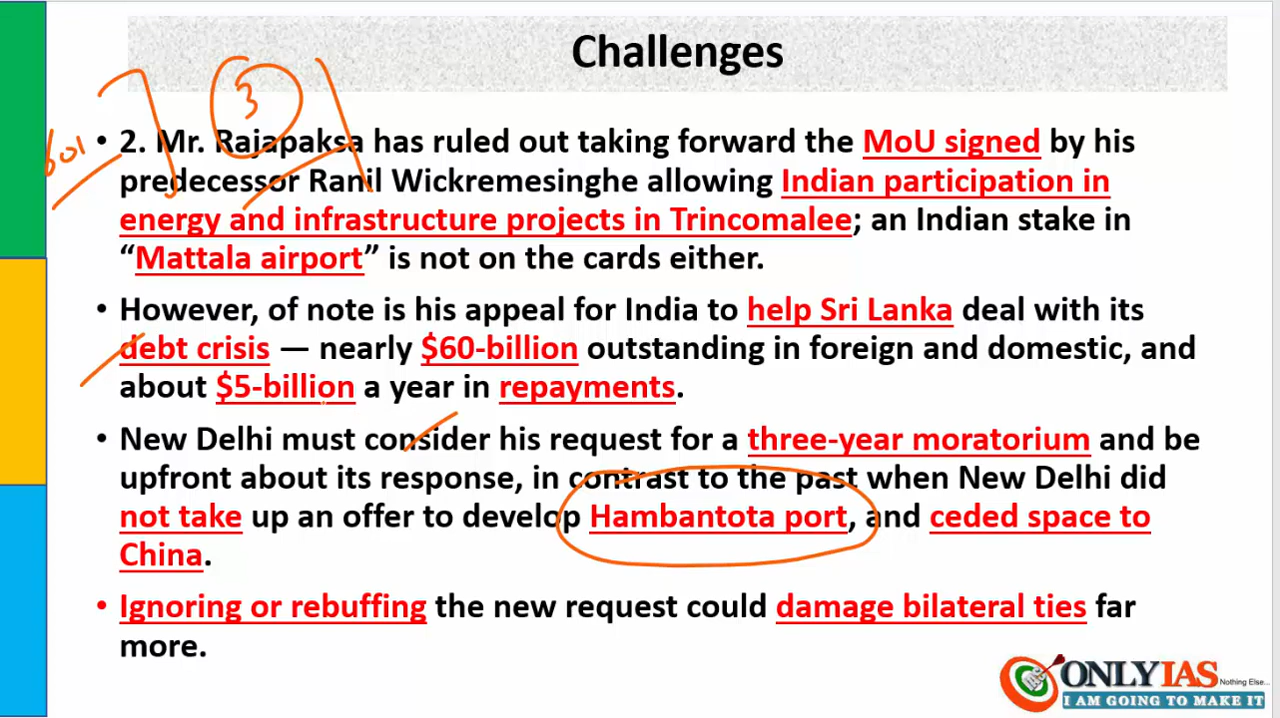 Challenges
• 2. Mr. Rajapaksa has ruled out taking forward the MoU signed by his
predecessor Ranil Wickremesinghe allowing Indian participation in
energy and infrastructure projects in Trincomalee; an Indian stake in
“Mattala airport” is not on the cards either.
• However, of note is his appeal for India to help Sri Lanka deal with its
debt crisis — nearly $60-billion outstanding in foreign and domestic, and
about $5-billion a year in repayments.
• New Delhi must consider his request for a three-year moratorium and be
upfront about its response, in contrast to the past when New Delhi did
not take up an offer to develop Hambantota port, and ceded space to
China.
• Ignoring or rebuffing the new request could damage bilateral ties far
more.
3
ONLYIAS
Nothing Else...
I AM GOING TO MAKE IT